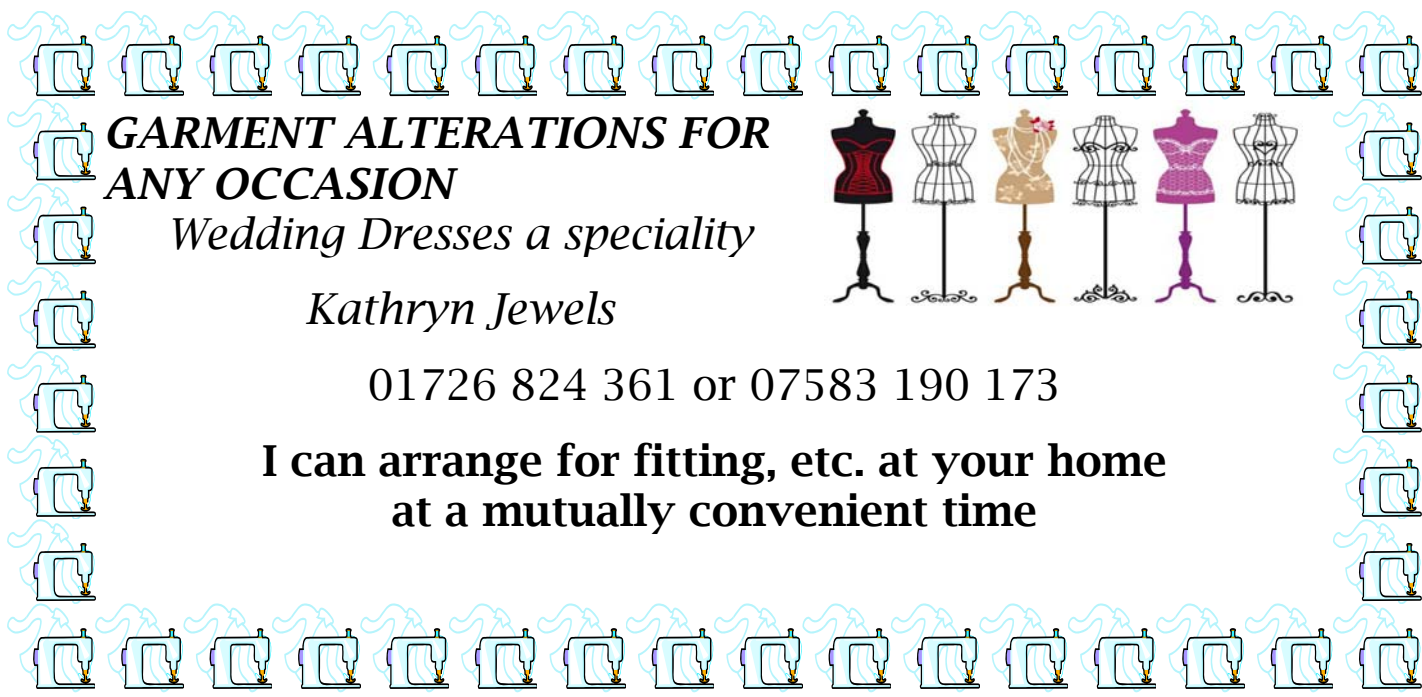 GARMENT ALTERATIONS FOR
ANY OCCASION
Wedding Dresses a speciality
Kathryn Jewels
01726 824 361 or 07583 190 173
I can arrange for fitting, etc. at your home
at a mutually convenient time